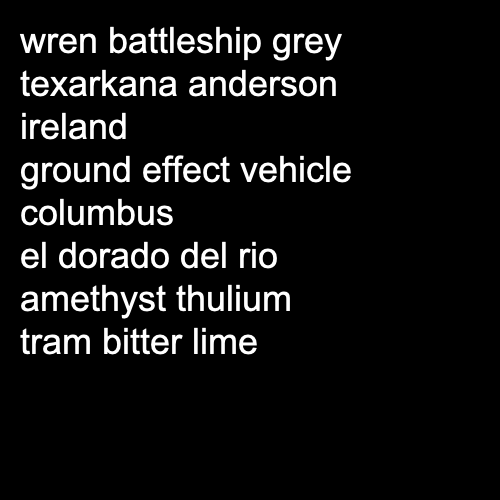 wren battleship grey
texarkana anderson
ireland
ground effect vehicle
columbus
el dorado del rio
amethyst thulium
tram bitter lime